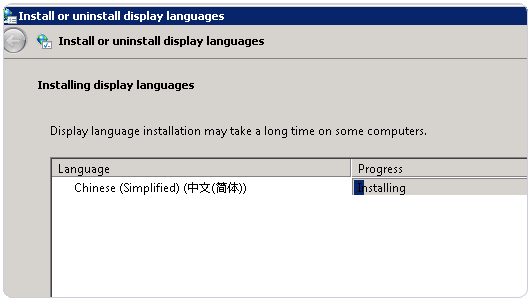 Install or uninstall display languages
Install or uninstall display languages
Installing display languages
Display language installation may take a long time on some computers.
Language Progress
Chinese (Simplified) (中文(简体)) Installing